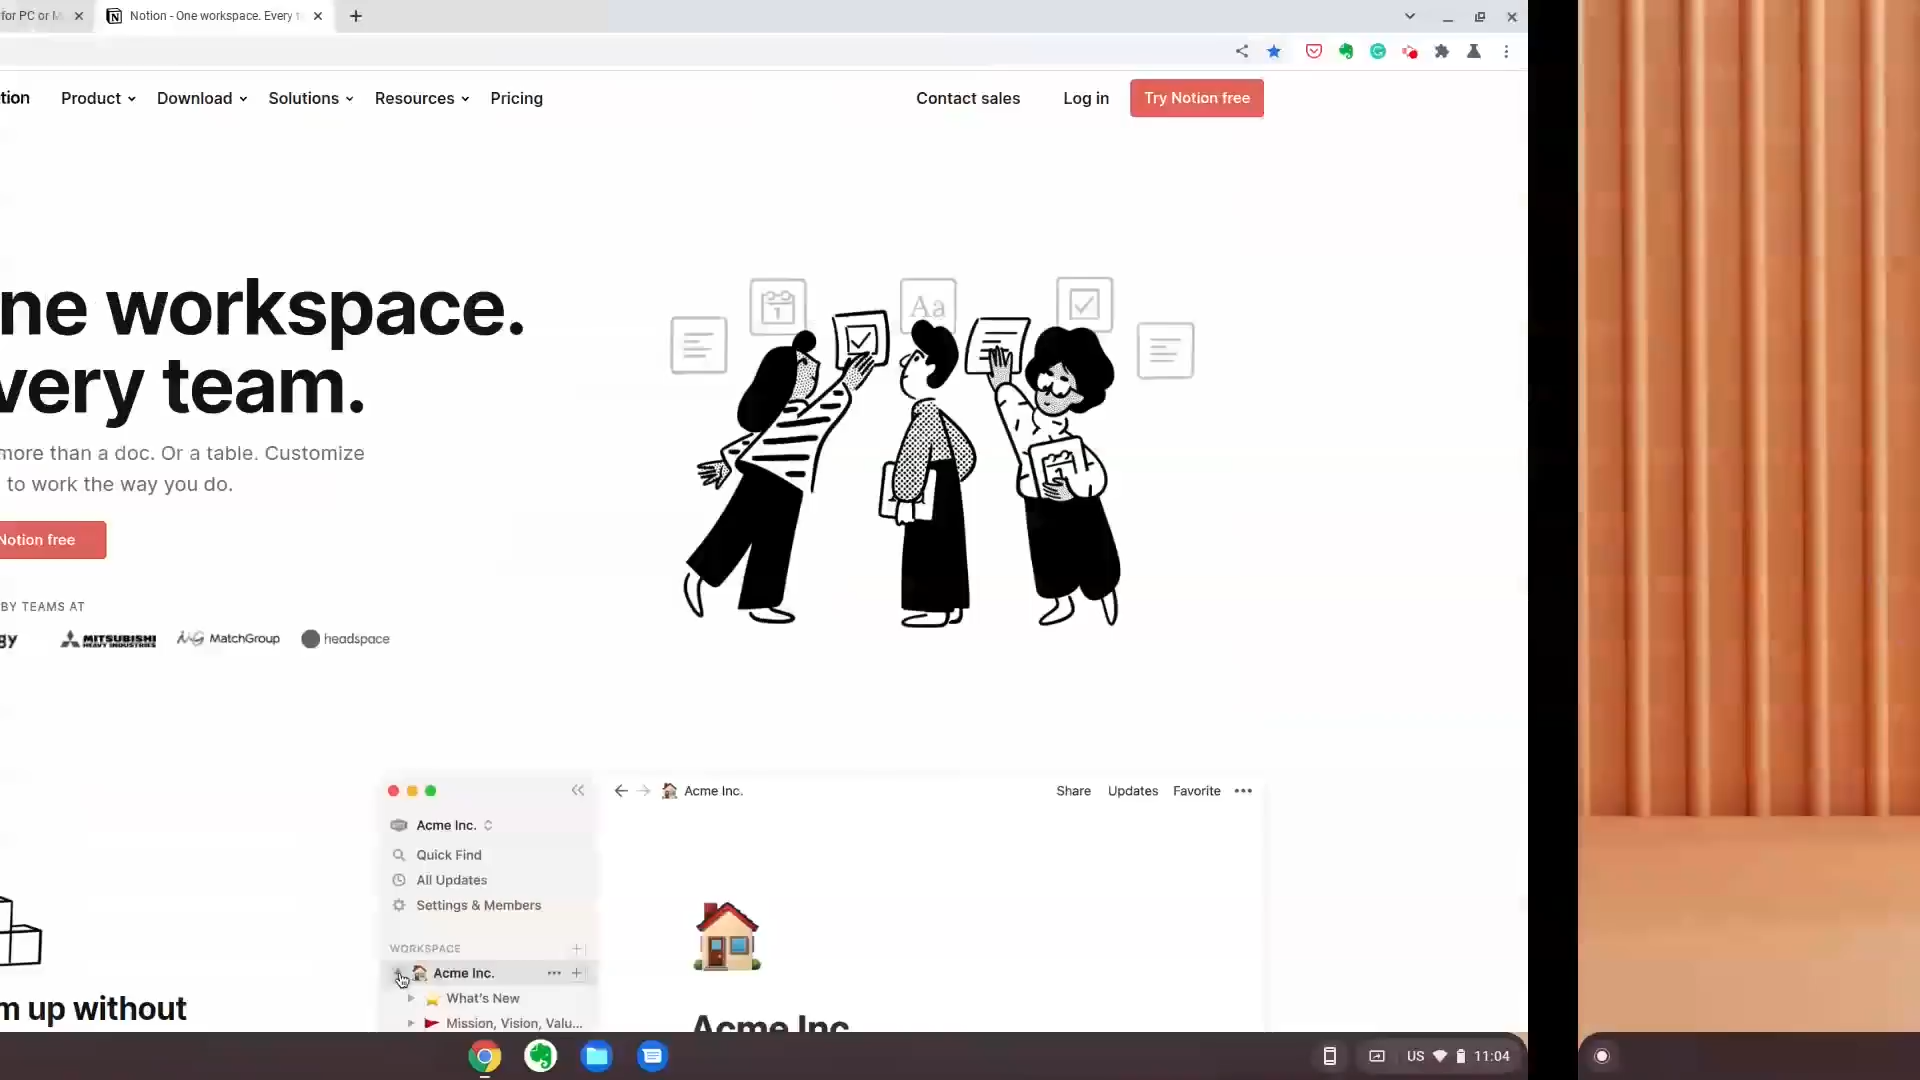 for PC or M
Notion - One workspace. Every t
tion
Product
Download
Solutions
Resources
Pricing
Contact sales
Log in
Try Notion free
ne workspace.
very team.
more than a doc. Or a table. Customize
to work the way you do.
Notion free
BY TEAMS AT
gy
MITSUBISHI
HEAVY INDUSTRIES
MatchGroup
headspace
1
Aa
Acme Inc.
Share
Updates
Favorite
Acme Inc.
Quick Find
All Updates
Settings & Members
WORKSPACE
Acme Inc.
What's New
Mission, Vision, Valu...
m up without
Acme Inc
US
11:04